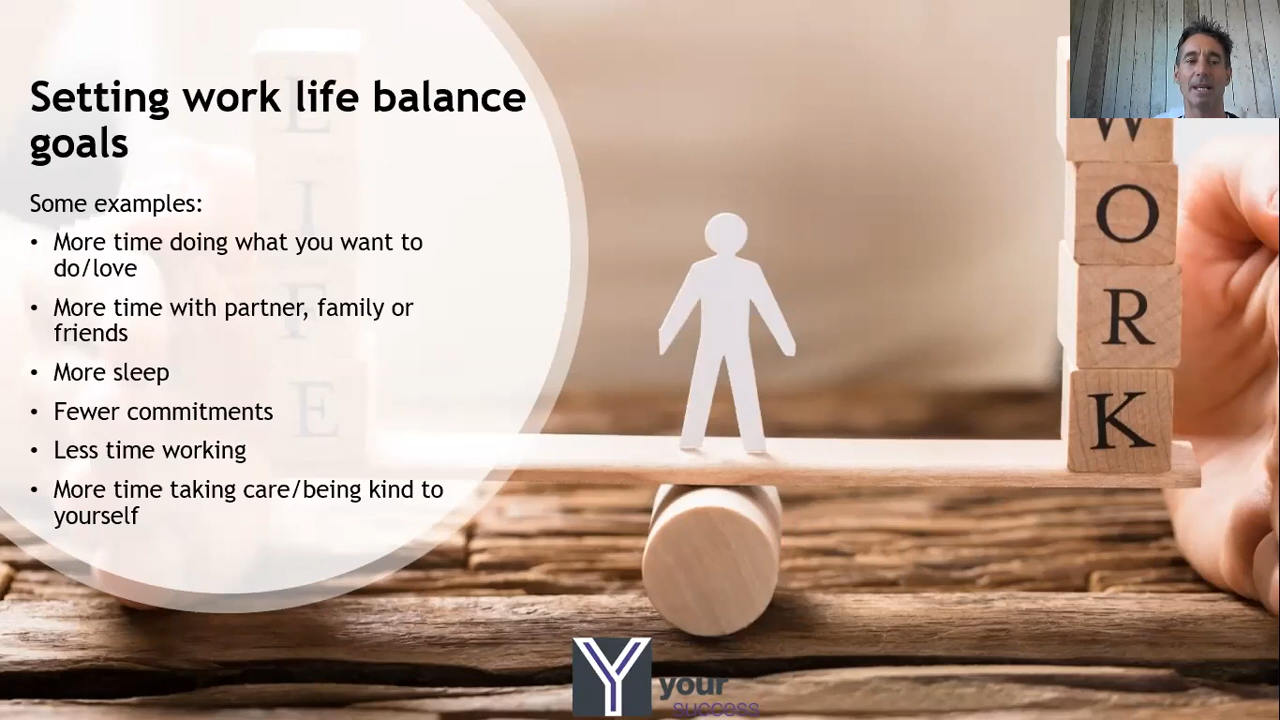 Setting work life balance
goals
Some examples:
• More time doing what you want to
do/love
• More time with partner, family or
friends
• More sleep
• Fewer commitments
• Less time working
• More time taking care/being kind to
yourself
L
I
F
E
W
O
R
K
Y
your
success